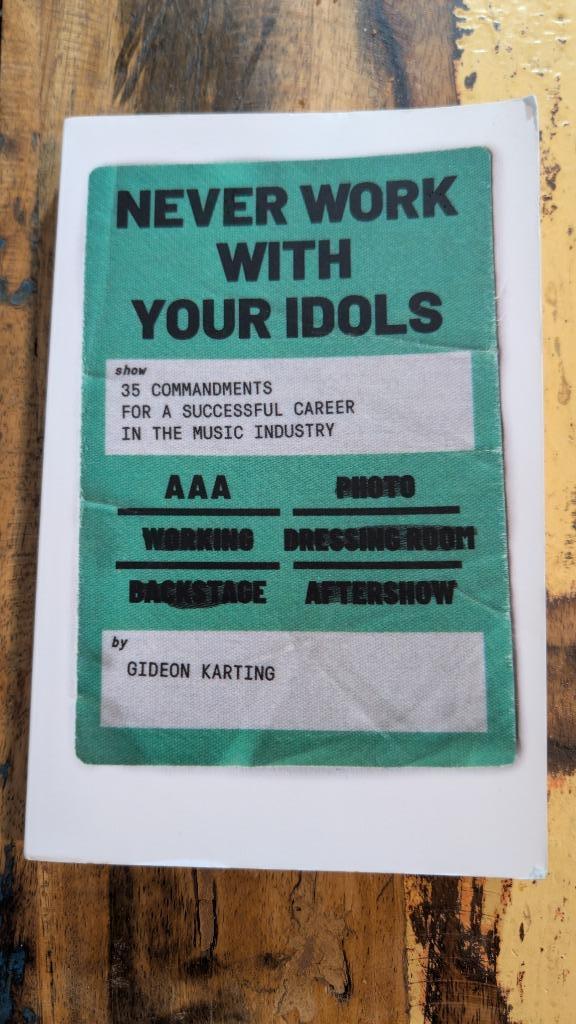 NEVER WORK
WITH
YOUR IDOLS
show
35 COMMANDMENTS
FOR A SUCCESSFUL CAREER
IN THE MUSIC INDUSTRY
AAA PHOTO
WORKING DRESSING ROOM
BACKSTAGE AFTERSHOW
by
GIDEON KARTING